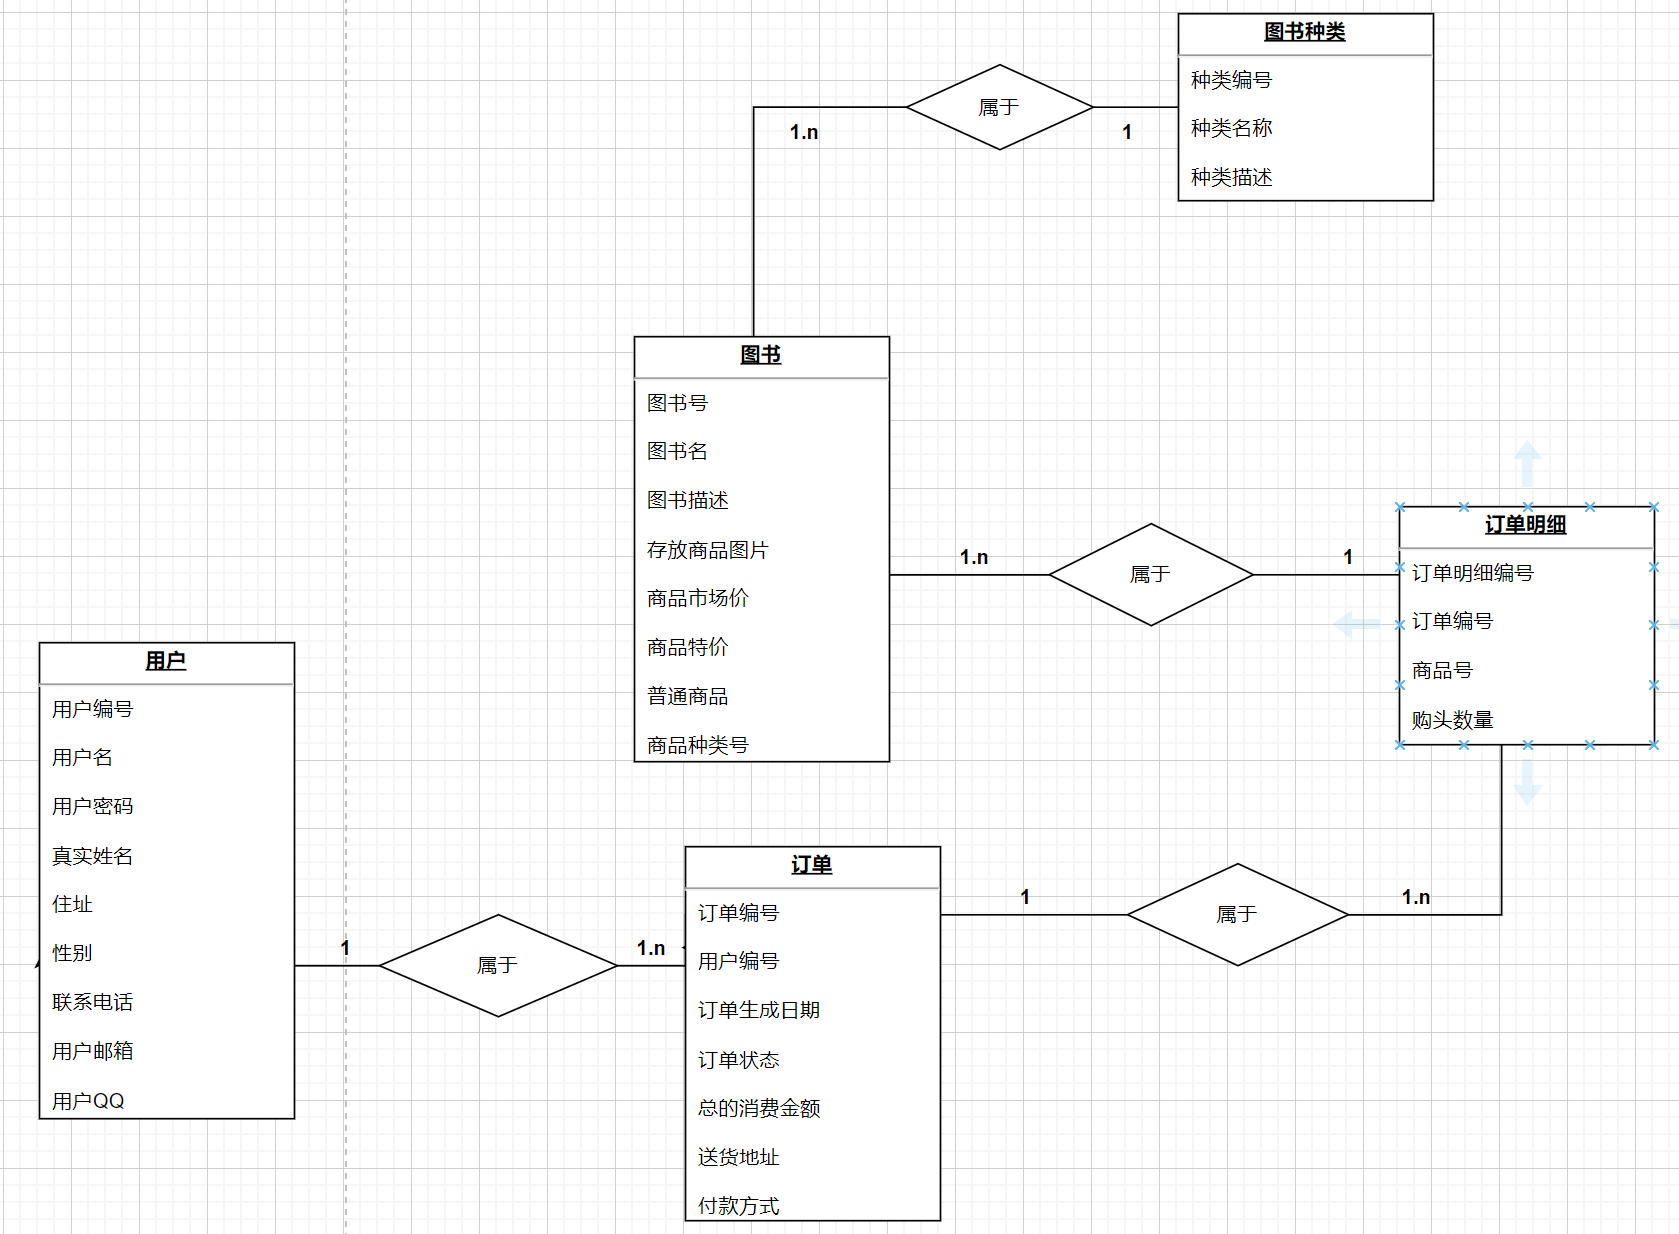 图书种类
种类编号
种类名称
种类描述
属于
1.n
1
图书
图书号
图书名
图书描述
存放商品图片
商品市场价
商品特价
普通商品
商品种类号
1.n
属于
1
订单明细
订单明细编号
订单编号
商品号
购头数量
用户
用户编号
用户名
用户密码
真实姓名
住址
性别
联系电话
用户邮箱
用户QQ
1
属于
1.n
订单
订单编号
用户编号
订单生成日期
订单状态
总的消费金额
送货地址
付款方式
1
属于
1.n